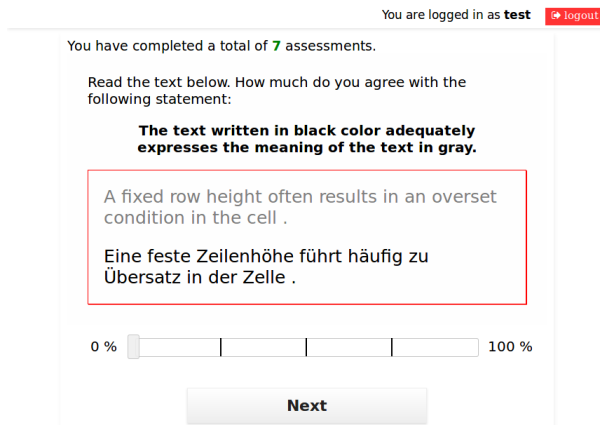 You are logged in as test
logout
You have completed a total of 7 assessments.
Read the text below. How much do you agree with the
following statement:
The text written in black color adequately
expresses the meaning of the text in gray.
A fixed row height often results in an overset
condition in the cell .
Eine feste Zeilenhöhe führt häufig zu
Übersatz in der Zelle .
0 %
100 %
Next